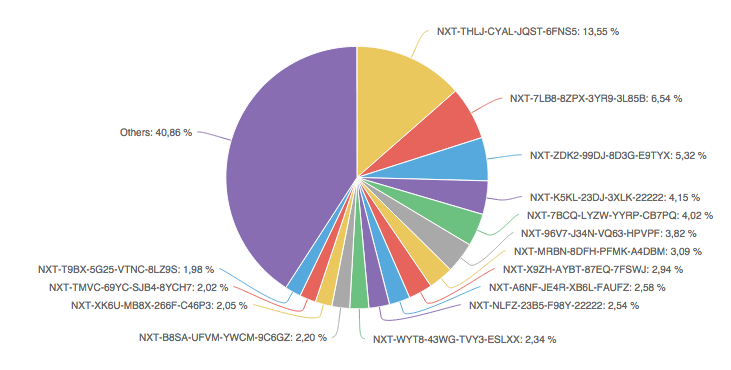 NXT-THLJ-CYAL-JQST-6FNS5: 13,55 %
NXT-7LB8-8ZPX-3YR9-3L85B: 6,54 %
NXT-ZDK2-99DJ-8D3G-E9TYX: 5,32 %
NXT-K5KL-23DJ-3XLK-22222: 4,15 %
NXT-7BCQ-LYZW-YYRP-CB7PQ: 4,02 %
NXT-96V7-J34N-VQ63-HPVPF: 3,82 %
NXT-MRBN-8DFH-PFMK-A4DBM: 3,09 %
NXT-X9ZH-AYBT-87EQ-7FSWJ: 2,94 %
NXT-A6NF-JE4R-XB6L-FAUFZ: 2,58 %
NXT-NLFZ-23B5-F98Y-22222: 2,54 %
NXT-WYT8-43WG-TVY3-ESLXX: 2,34 %
NXT-B8SA-UFVM-YWCM-9C6GZ: 2,20 %
NXT-XK6U-MB8X-266F-C46P3: 2,05 %
NXT-TMVC-69YC-SJB4-8YCH7: 2,02 %
NXT-T9BX-5G25-VTNC-8LZ9S: 1,98 %
Others: 40,86 %